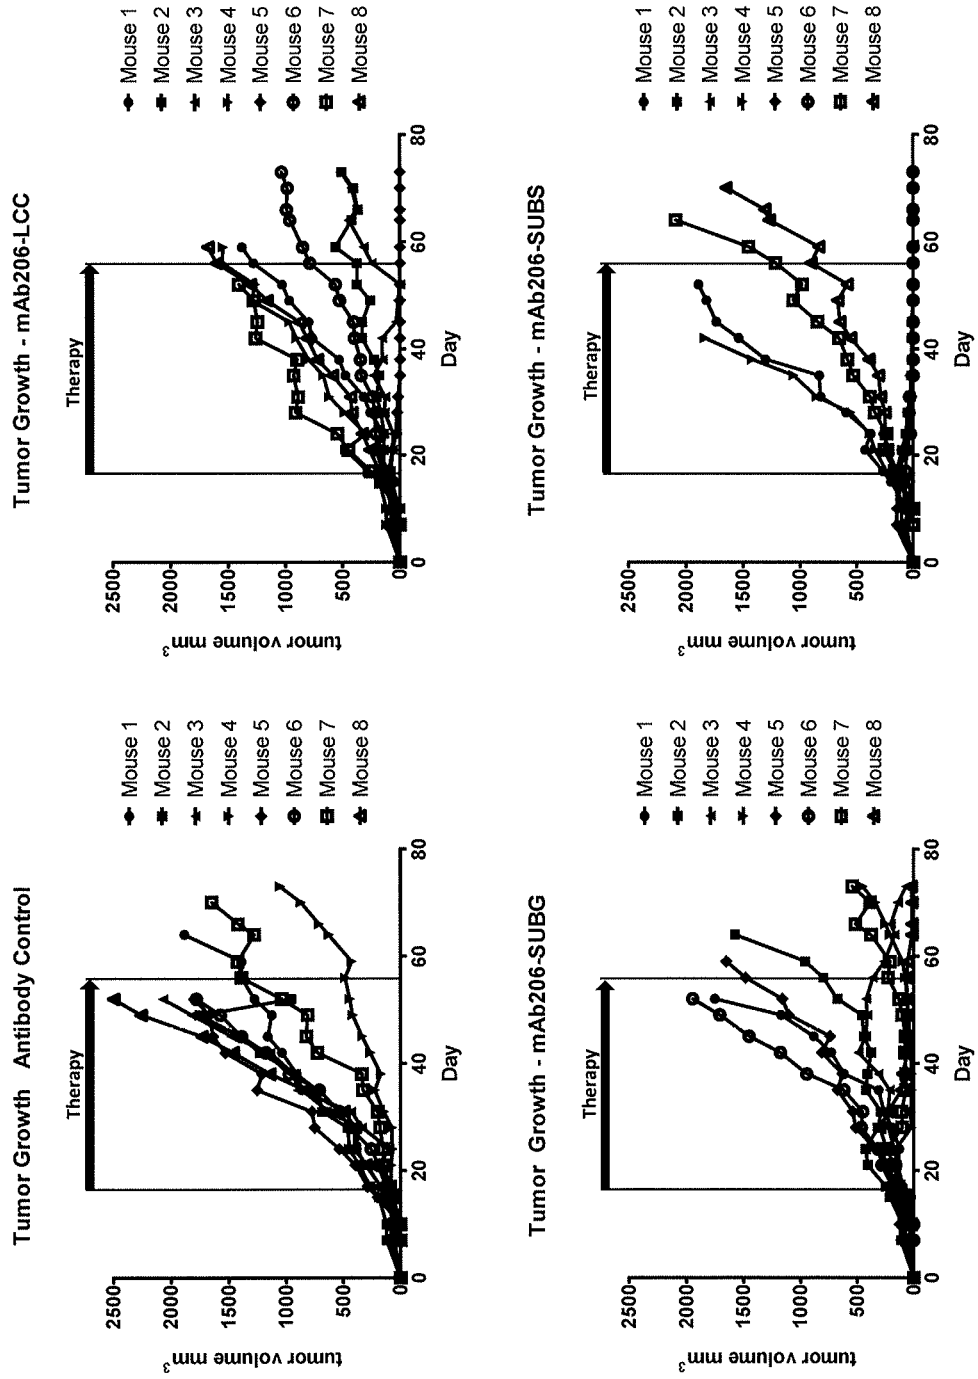 Tumor Growth Antibody Control
Therapy
tumor volume mm³
2500
2000
1500
1000
500
0
0 20 40 60 80
Day
Mouse 1
Mouse 2
Mouse 3
Mouse 4
Mouse 5
Mouse 6
Mouse 7
Mouse 8
Tumor Growth - mAb206-LCC
Therapy
tumor volume mm³
2500
2000
1500
1000
500
0
0 20 40 60 80
Day
Mouse 1
Mouse 2
Mouse 3
Mouse 4
Mouse 5
Mouse 6
Mouse 7
Mouse 8
Tumor Growth - mAb206-SUBG
Therapy
tumor volume mm³
2500
2000
1500
1000
500
0
0 20 40 60 80
Day
Mouse 1
Mouse 2
Mouse 3
Mouse 4
Mouse 5
Mouse 6
Mouse 7
Mouse 8
Tumor Growth - mAb206-SUBS
Therapy
tumor volume mm³
2500
2000
1500
1000
500
0
0 20 40 60 80
Day
Mouse 1
Mouse 2
Mouse 3
Mouse 4
Mouse 5
Mouse 6
Mouse 7
Mouse 8